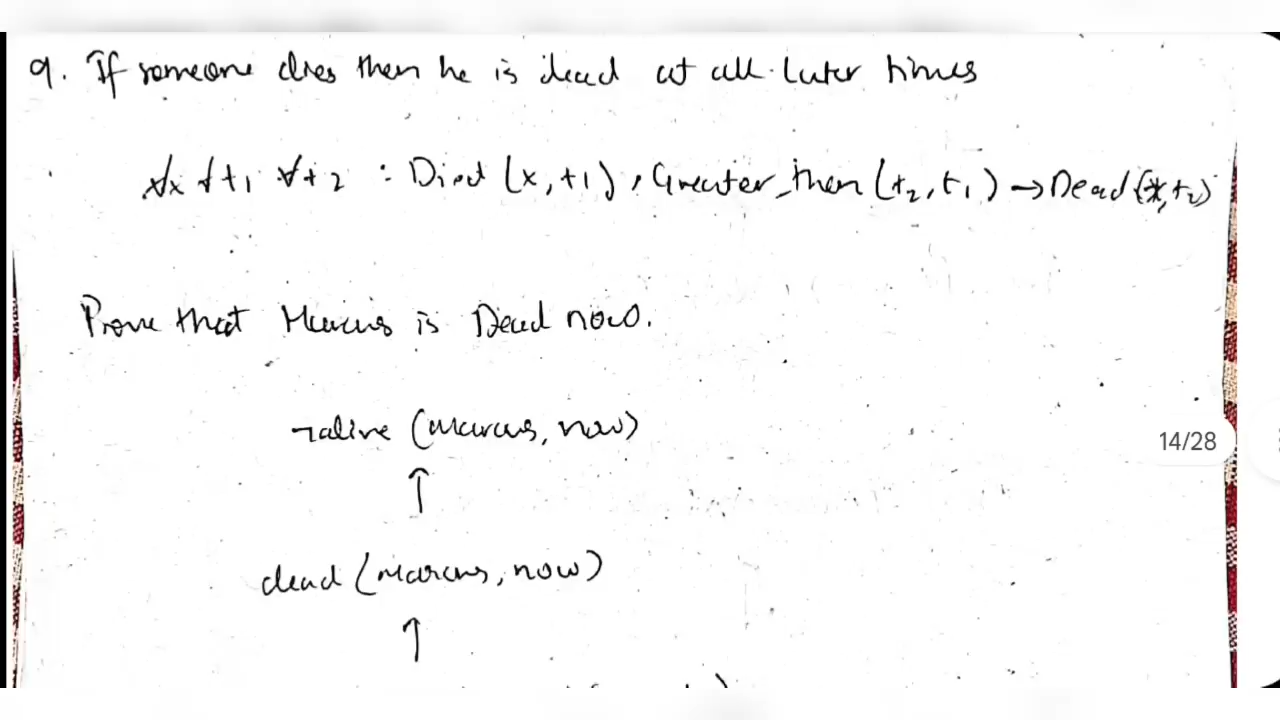 9. If someone dies then he is dead at all later times
∀x ∀t1 ∀t2 : Died (x, t1), Greater_then (t2, t1) → Dead (x, t2)
Prove that Marcus is Dead now.
¬alive (marcus, now)
↑
14/28
dead (marcus, now)
↑